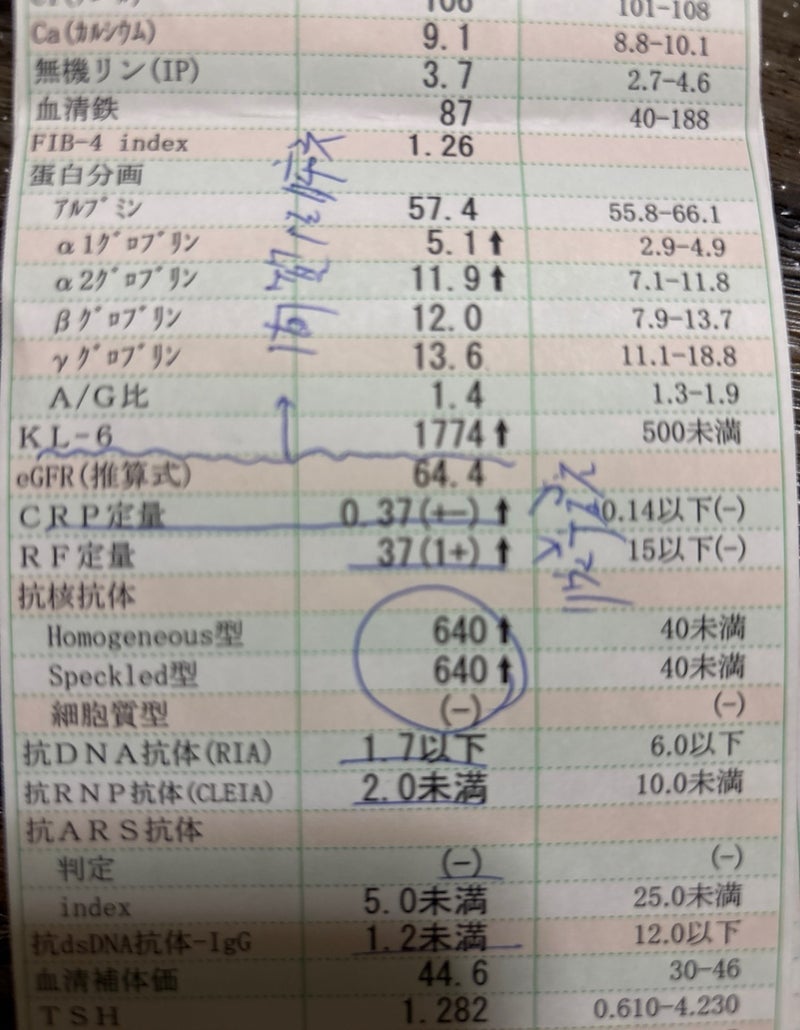 106 101-108
Ca(カルシウム) 9.1 8.8-10.1
無機リン(IP) 3.7 2.7-4.6
血清鉄 87 40-188
FIB-4 index 1.26
蛋白分画
アルブミン 57.4 55.8-66.1
α1グロブリン 5.1↑ 2.9-4.9
α2グロブリン 11.9↑ 7.1-11.8
βグロブリン 12.0 7.9-13.7
γグロブリン 13.6 11.1-18.8
A/G比 1.4 1.3-1.9
KL-6 1774↑ 500未満
eGFR(推算式) 64.4
CRP定量 0.37(+-)↑ 0.14以下(-)
RF定量 37(1+)↑ 15以下(-)
抗核抗体
Homogeneous型 640↑ 40未満
Speckled型 640↑ 40未満
細胞質型 (-) (-)
抗DNA抗体(RIA) 1.7以下 6.0以下
抗RNP抗体(CLEIA) 2.0未満 10.0未満
抗ARS抗体
判定 (-) (-)
index 5.0未満 25.0未満
抗dsDNA抗体-IgG 1.2未満 12.0以下
血清補体価 44.6 30-46
TSH 1.282 0.610-4.230